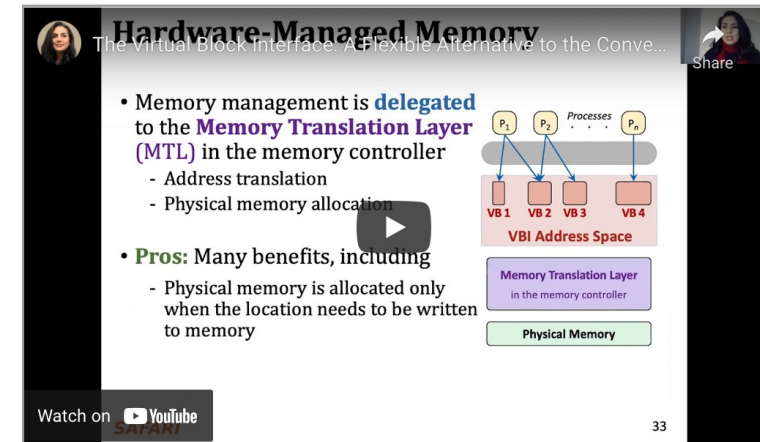 Hardware-Managed Memory
The Virtual Block Interface: A Flexible Alternative to the Conve...
Share
• Memory management is delegated
to the Memory Translation Layer
(MTL) in the memory controller
- Address translation
- Physical memory allocation
• Pros: Many benefits, including
- Physical memory is allocated only
when the location needs to be written
to memory
Processes
P1 P2 . . . Pn
VB 1 VB 2 VB 3 VB 4
VBI Address Space
Memory Translation Layer
in the memory controller
Physical Memory
Watch on YouTube
SAFARI
33